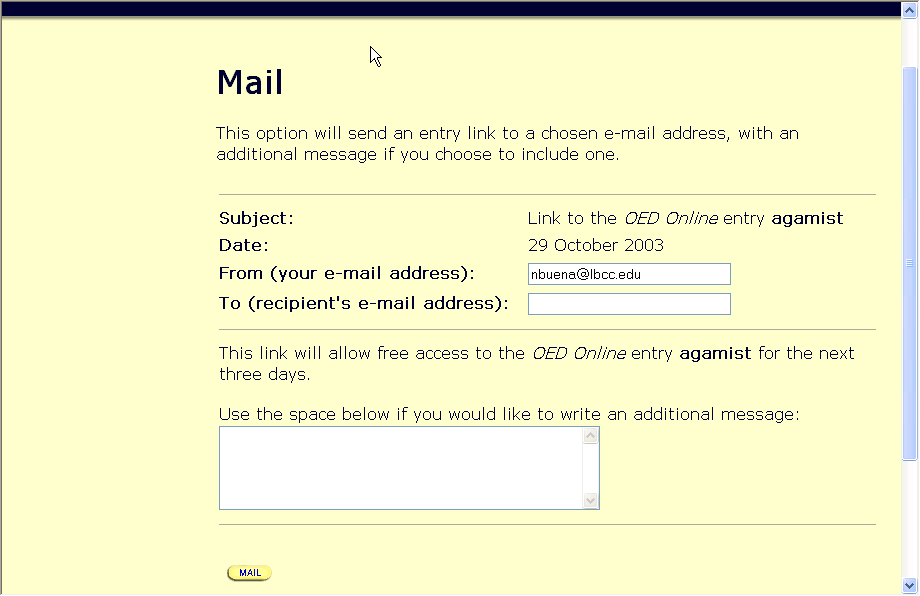 Mail
This option will send an entry link to a chosen e-mail address, with an
additional message if you choose to include one.
Subject: Link to the OED Online entry agamist
Date: 29 October 2003
From (your e-mail address): nbuena@lbcc.edu
To (recipient's e-mail address):
This link will allow free access to the OED Online entry agamist for the next
three days.
Use the space below if you would like to write an additional message:
MAIL